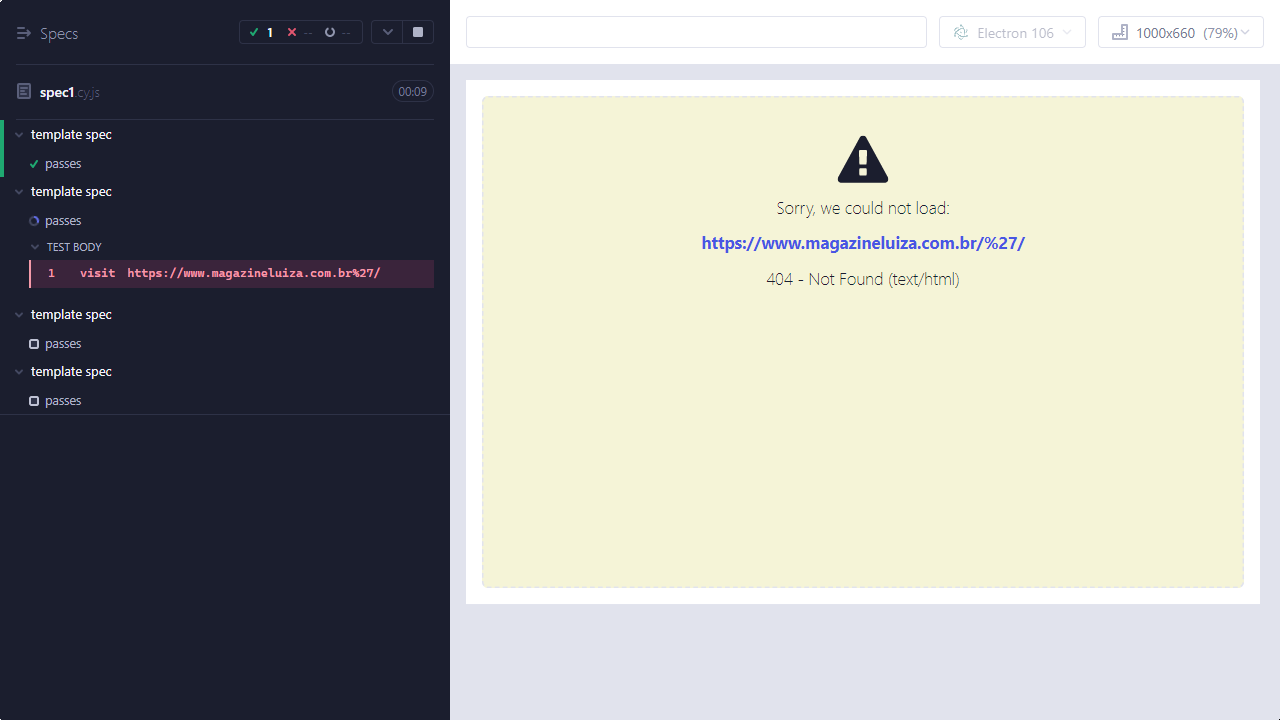 Specs
1
--
--
Electron 106
1000x660 (79%)
spec1.cy.js
00:09
template spec
passes
template spec
passes
TEST BODY
1 visit https://www.magazineluiza.com.br%27/
template spec
passes
template spec
passes
Sorry, we could not load:
https://www.magazineluiza.com.br/%27/
404 - Not Found (text/html)